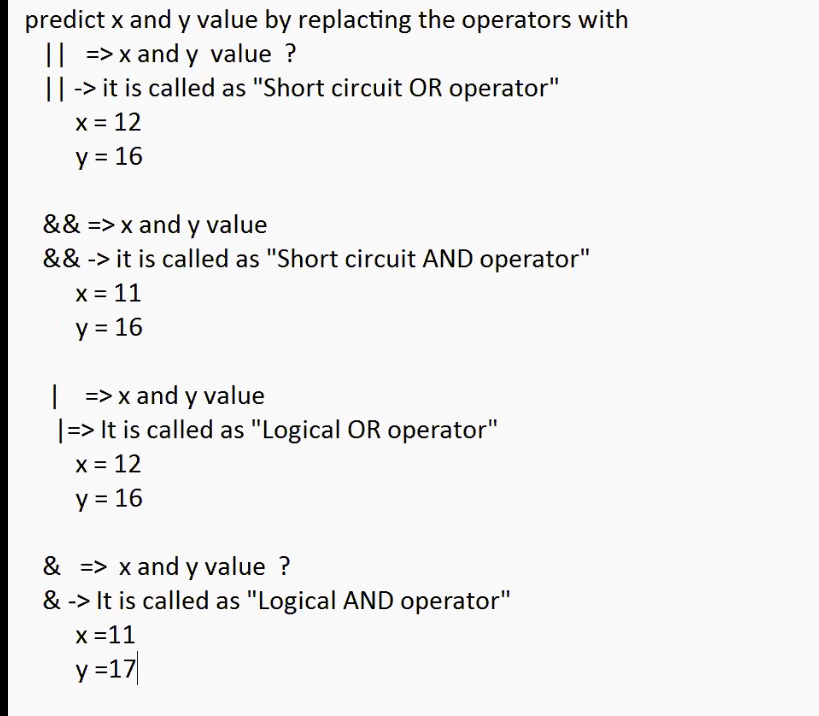 predict x and y value by replacting the operators with
|| => x and y value ?
|| -> it is called as "Short circuit OR operator"
x = 12
y = 16
&& => x and y value
&& -> it is called as "Short circuit AND operator"
x = 11
y = 16
| => x and y value
|=> It is called as "Logical OR operator"
x = 12
y = 16
& => x and y value ?
& -> It is called as "Logical AND operator"
x =11
y =17